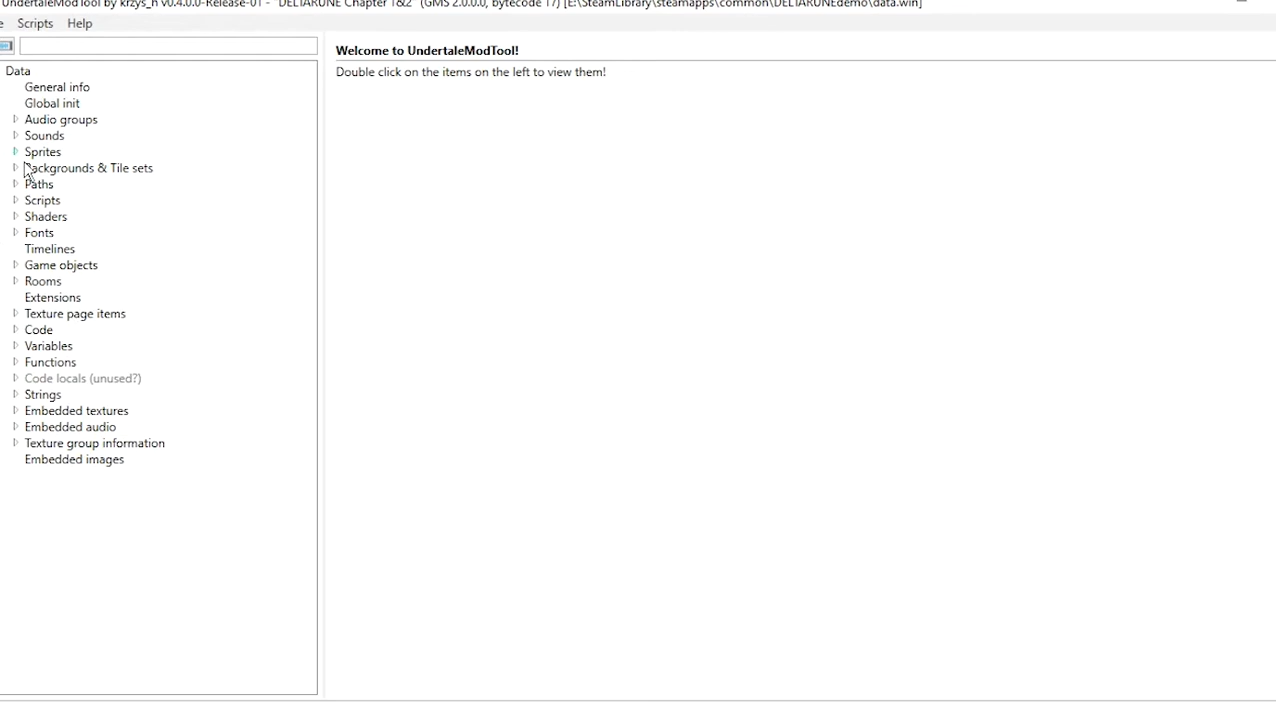 UndertaleModTool by krzys_h v0.4.0.0-Release-01 - "DELTARUNE Chapter 1&2" (GMS 2.0.0.0, bytecode 17) [E:\SteamLibrary\steamapps\common\DELTARUNEdemo\data.win]
e Scripts Help
Welcome to UndertaleModTool!
Double click on the items on the left to view them!
Data
General info
Global init
Audio groups
Sounds
Sprites
Backgrounds & Tile sets
Paths
Scripts
Shaders
Fonts
Timelines
Game objects
Rooms
Extensions
Texture page items
Code
Variables
Functions
Code locals (unused?)
Strings
Embedded textures
Embedded audio
Texture group information
Embedded images